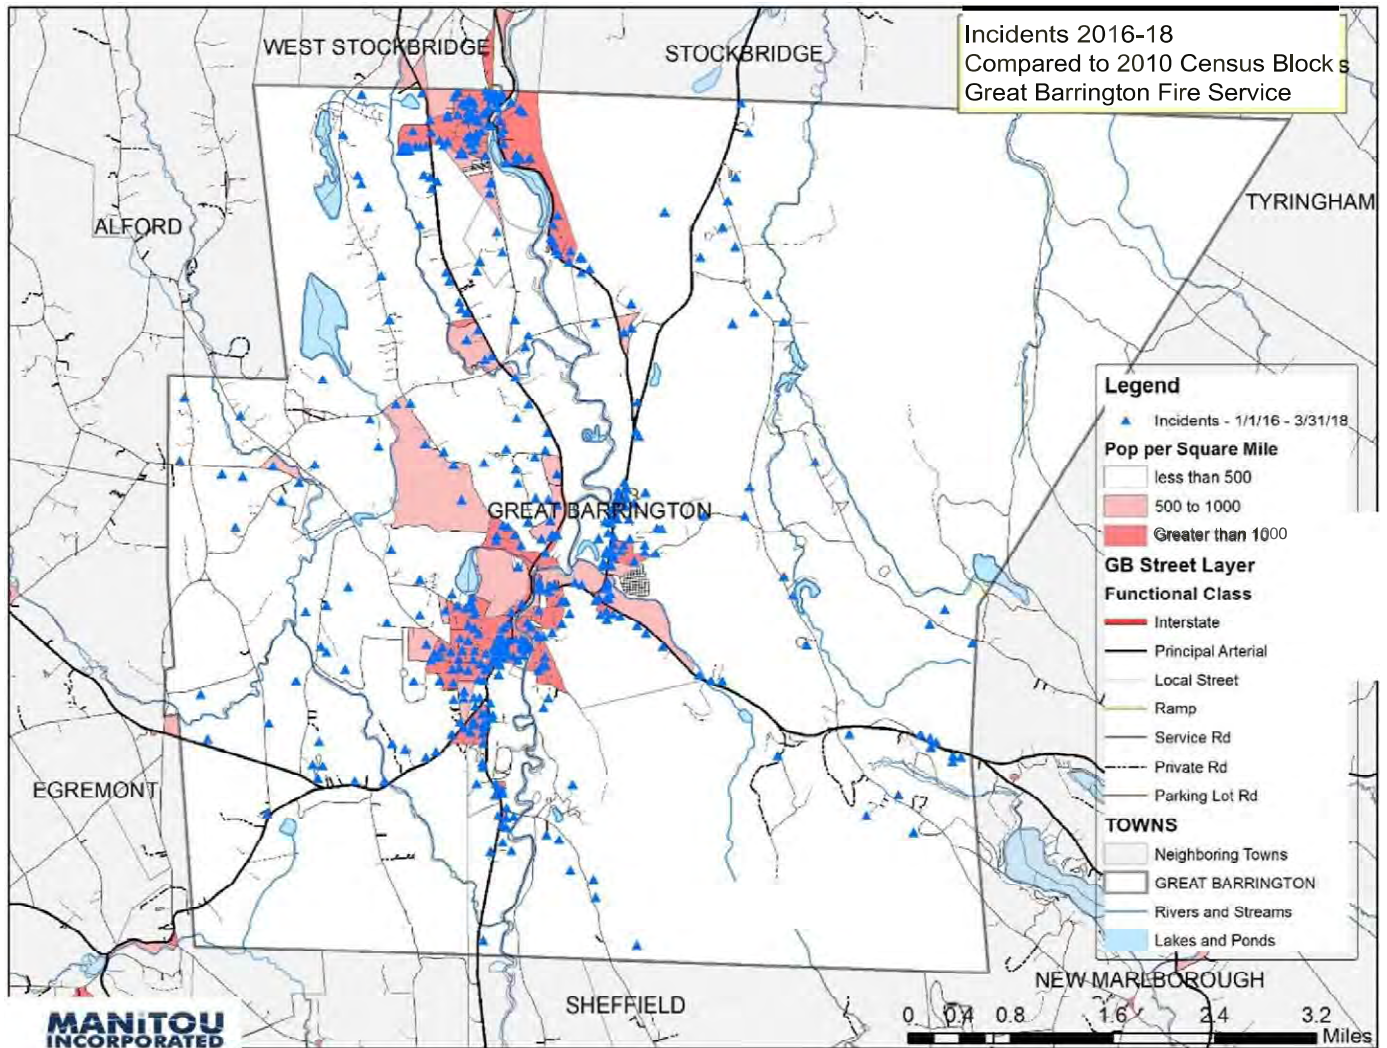 Incidents 2016-18
Compared to 2010 Census Blocks
Great Barrington Fire Service
WEST STOCKBRIDGE
STOCKBRIDGE
TYRINGHAM
ALFORD
GREAT BARRINGTON
EGREMONT
SHEFFIELD
NEW MARLBOROUGH
Legend
Incidents - 1/1/16 - 3/31/18
Pop per Square Mile
less than 500
500 to 1000
Greater than 1000
GB Street Layer
Functional Class
Interstate
Principal Arterial
Local Street
Ramp
Service Rd
Private Rd
Parking Lot Rd
TOWNS
Neighboring Towns
GREAT BARRINGTON
Rivers and Streams
Lakes and Ponds
0 0.4 0.8 1.6 2.4 3.2
Miles
MANiTOU
INCORPORATED